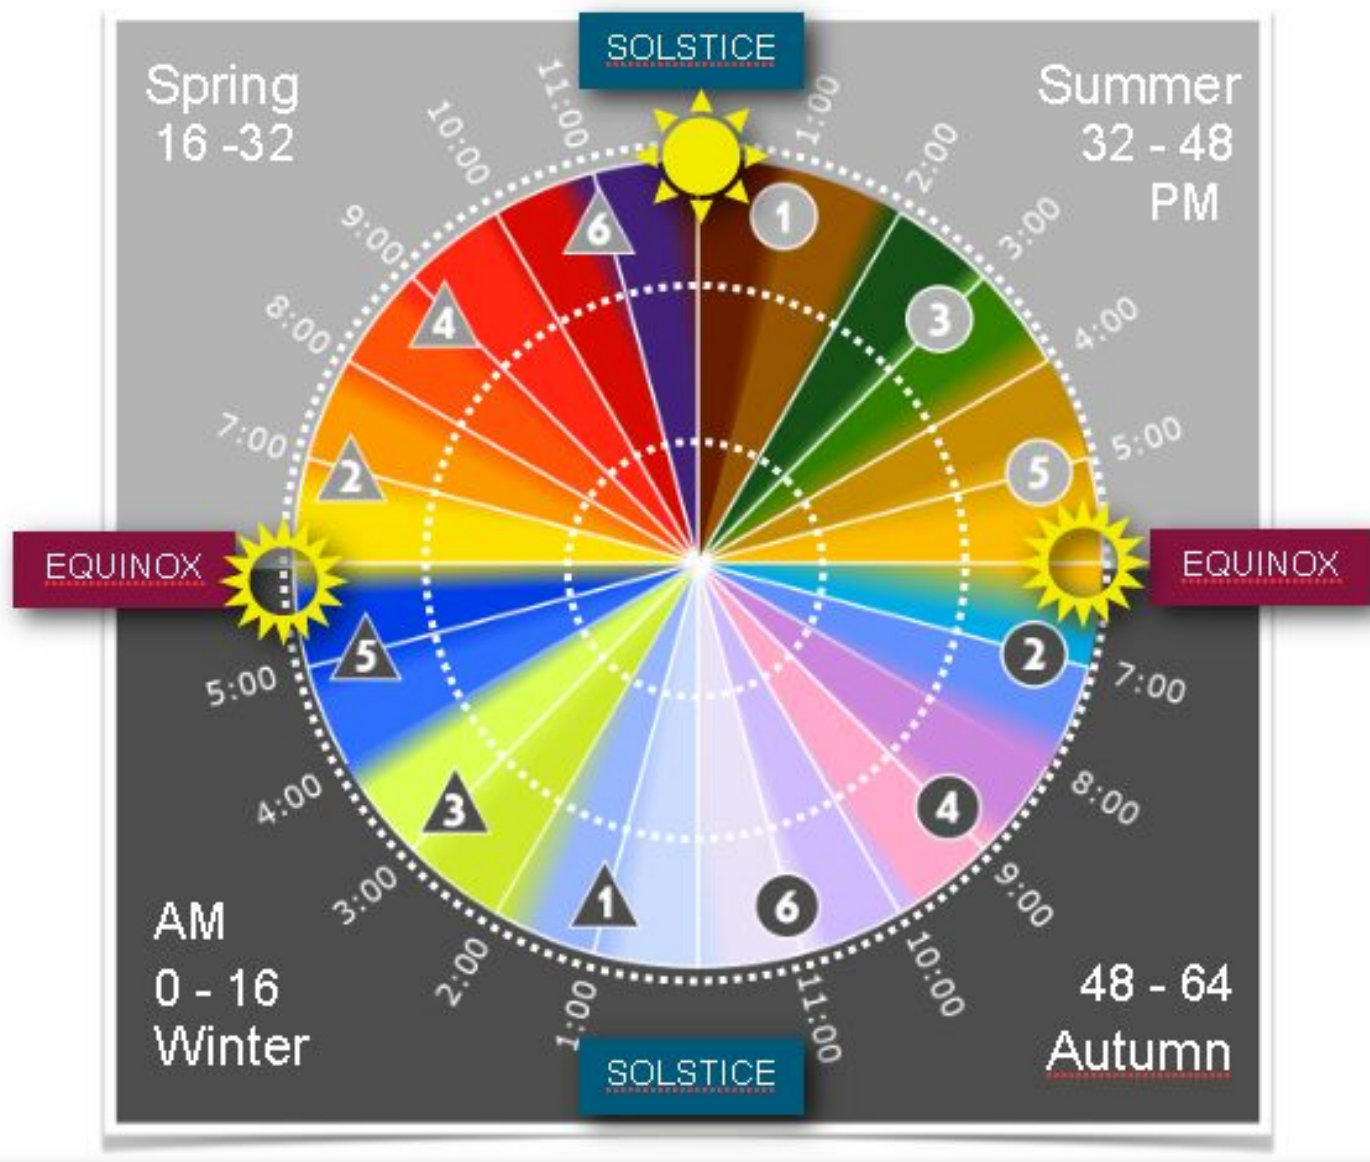 SOLSTICE
Spring
16 -32
Summer
32 - 48
PM
11:00
1:00
10:00
2:00
9:00
3:00
8:00
4:00
7:00
5:00
6
1
4
3
2
5
EQUINOX
EQUINOX
5
2
5:00
7:00
4:00
8:00
3
4
3:00
9:00
1
6
2:00
10:00
1:00
11:00
AM
0 - 16
Winter
48 - 64
Autumn
SOLSTICE